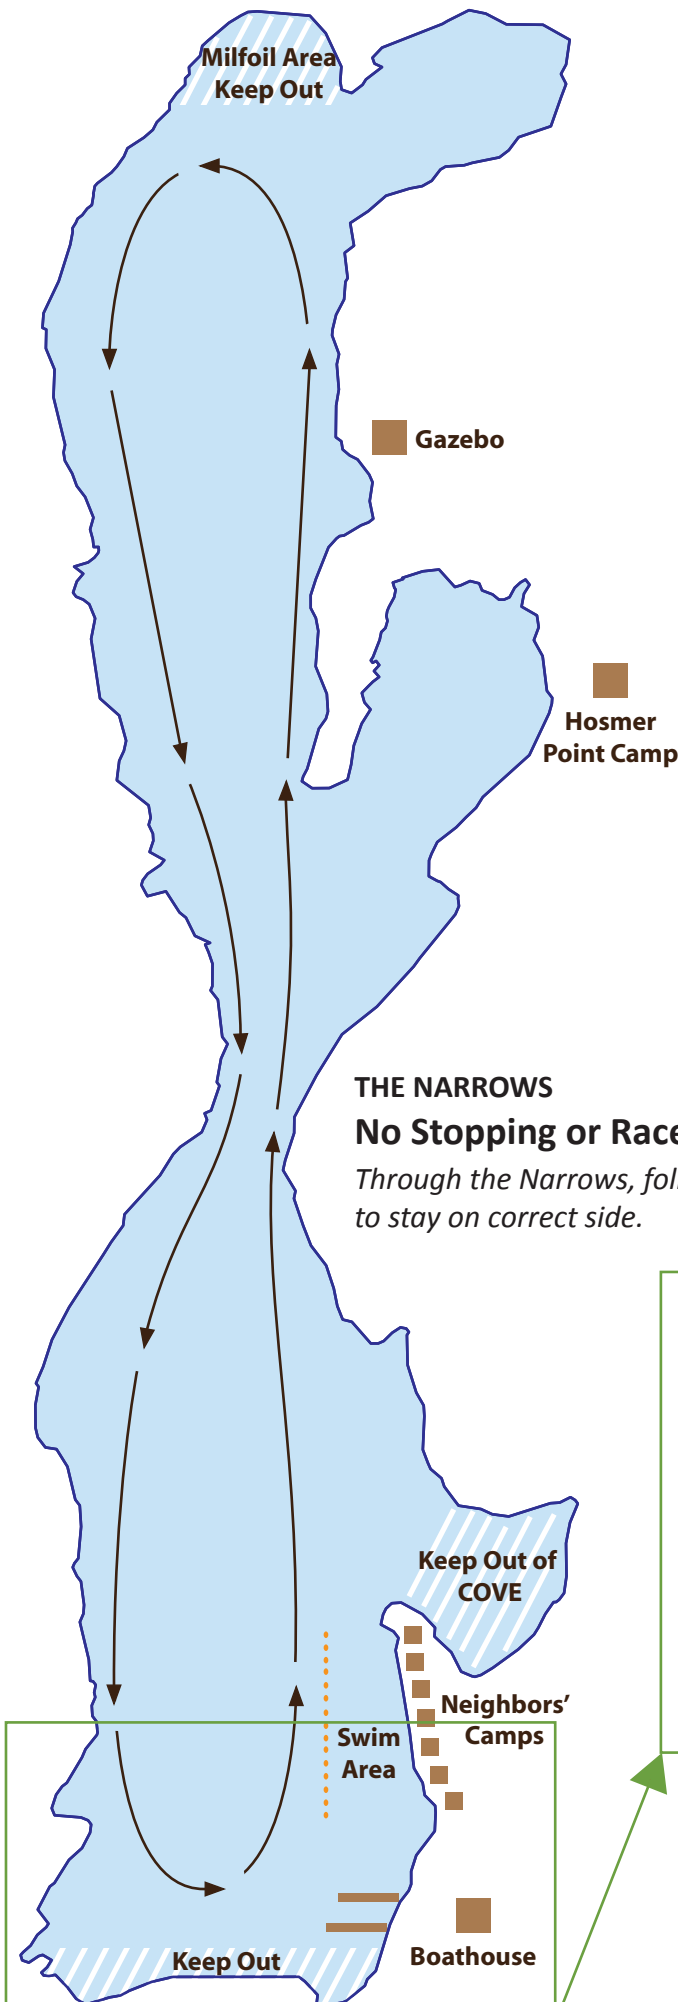 Milfoil Area
Keep Out
Gazebo
Hosmer
Point Camp
THE NARROWS
No Stopping or Race
Through the Narrows, fol
to stay on correct side.
Keep Out of
COVE
Neighbors’
Camps
Swim
Area
Boathouse
Keep Out